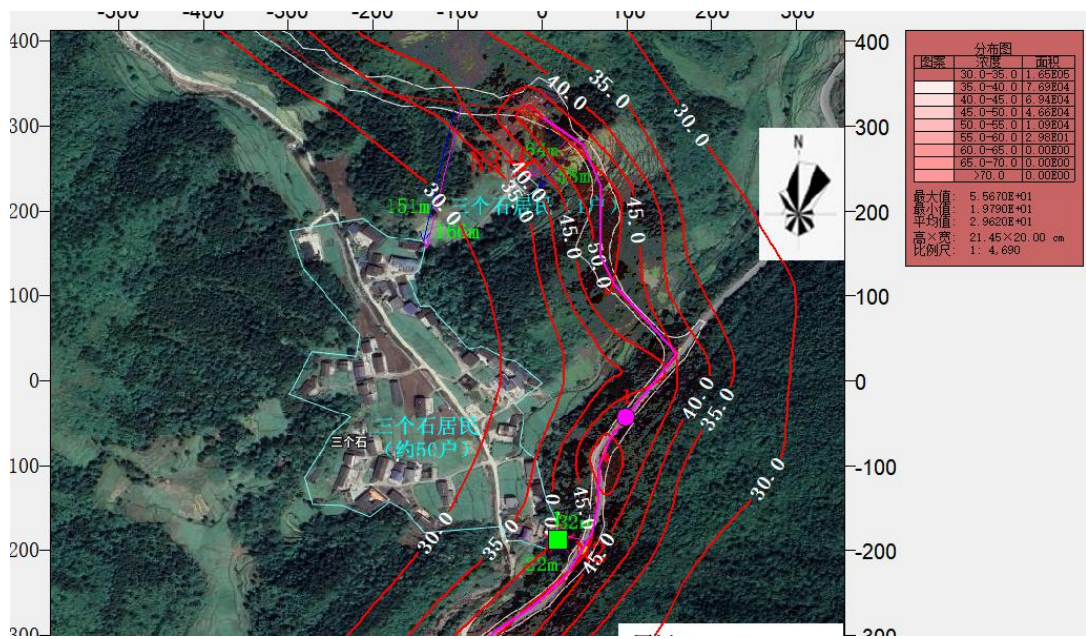 -500 -300 -200 -100 0 100 200 300
400 400
300 300
200 200
100 100
0 0
-100 -100
-200 -200
300 -300
分布图
图案 浓度 面积
30.0-35.0 1.65E05
35.0-40.0 7.69E04
40.0-45.0 6.94E04
45.0-50.0 4.66E04
50.0-55.0 1.09E04
55.0-60.0 2.98E01
60.0-65.0 0.00E00
65.0-70.0 0.00E00
>70.0 0.00E00
最大值: 5.5670E+01
最小值: 1.9790E+01
平均值: 2.9620E+01
高×宽: 21.45×20.00 cm
比例尺: 1: 4,690
N
40.0
35.0
30.0
40.0
35.0
30.0
45.0
45.0
50.0
151m
三个石居民（1户）
三个石居民
（约50户）
三个石
40.0
35.0
30.0
30.0
35.0
45.0
45.0
32m
22m